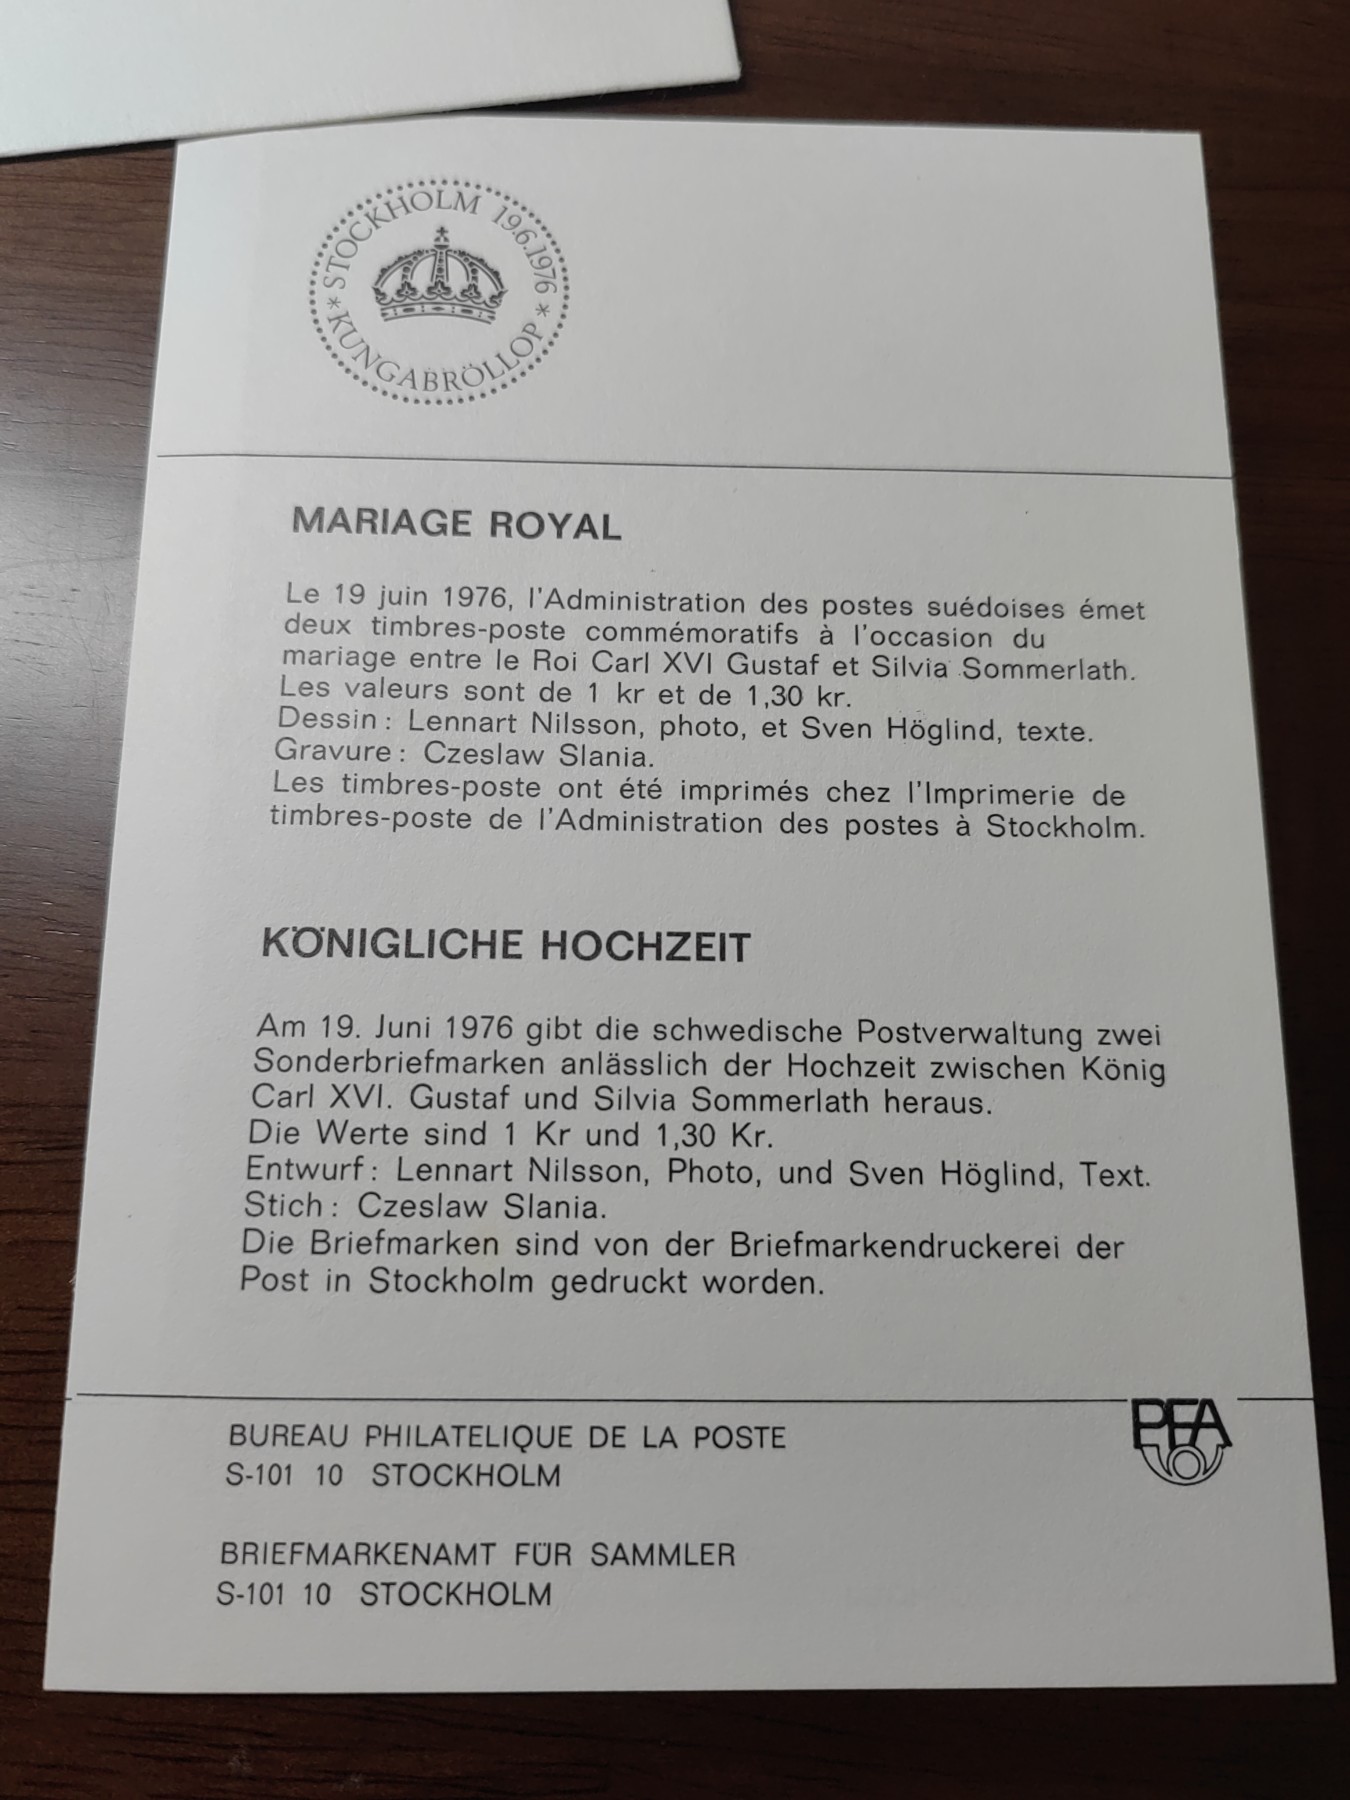 STOCKHOLM 19.6.1976
* KUNGABRÖLLOP *
MARIAGE ROYAL
Le 19 juin 1976, l'Administration des postes suédoises émet
deux timbres-poste commémoratifs à l'occasion du
mariage entre le Roi Carl XVI Gustaf et Silvia Sommerlath.
Les valeurs sont de 1 kr et de 1,30 kr.
Dessin : Lennart Nilsson, photo, et Sven Höglind, texte.
Gravure : Czeslaw Slania.
Les timbres-poste ont été imprimés chez l'Imprimerie de
timbres-poste de l'Administration des postes à Stockholm.
KÖNIGLICHE HOCHZEIT
Am 19. Juni 1976 gibt die schwedische Postverwaltung zwei
Sonderbriefmarken anlässlich der Hochzeit zwischen König
Carl XVI. Gustaf und Silvia Sommerlath heraus.
Die Werte sind 1 Kr und 1,30 Kr.
Entwurf : Lennart Nilsson, Photo, und Sven Höglind, Text.
Stich : Czeslaw Slania.
Die Briefmarken sind von der Briefmarkendruckerei der
Post in Stockholm gedruckt worden.
BUREAU PHILATELIQUE DE LA POSTE
S-101 10 STOCKHOLM
PFA
BRIEFMARKENAMT FÜR SAMMLER
S-101 10 STOCKHOLM